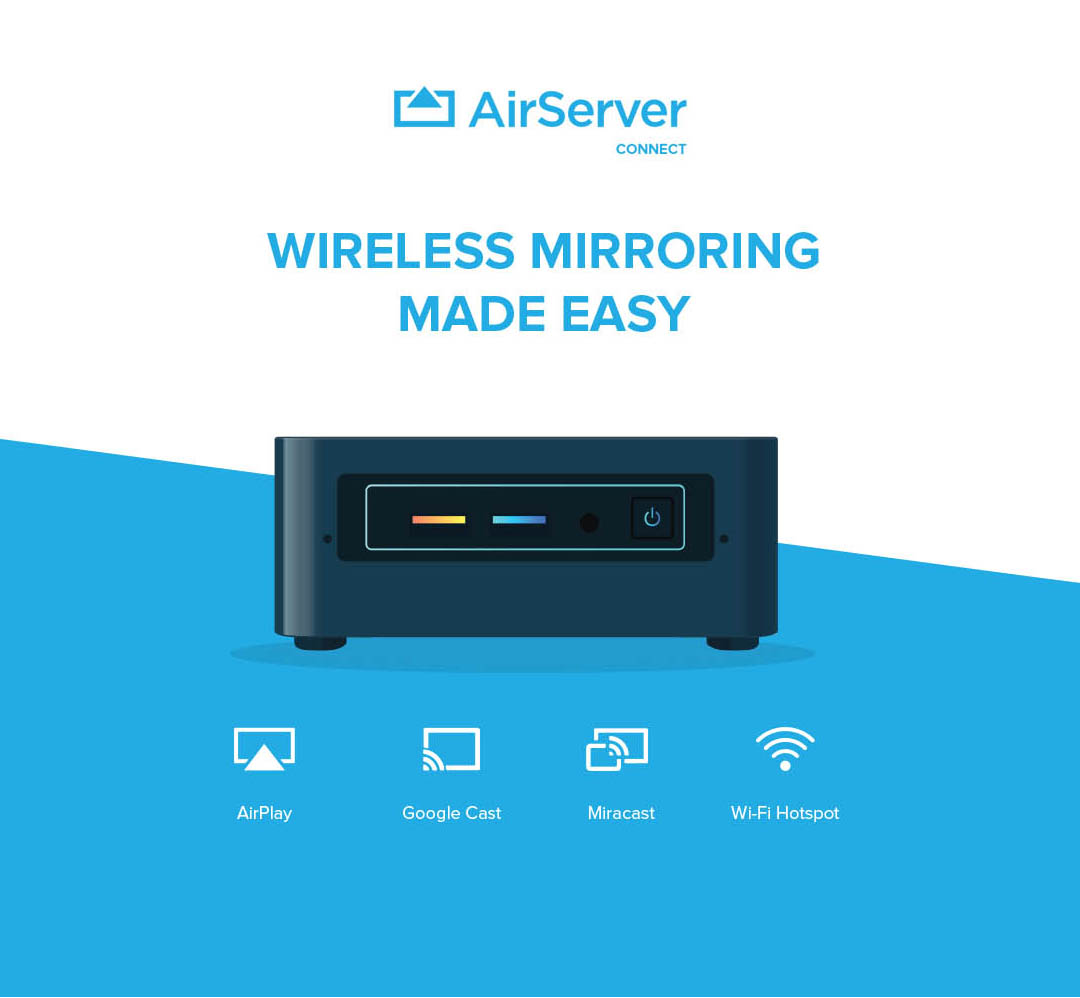 AirServer
CONNECT
WIRELESS MIRRORING
MADE EASY
AirPlay
Google Cast
Miracast
Wi-Fi Hotspot